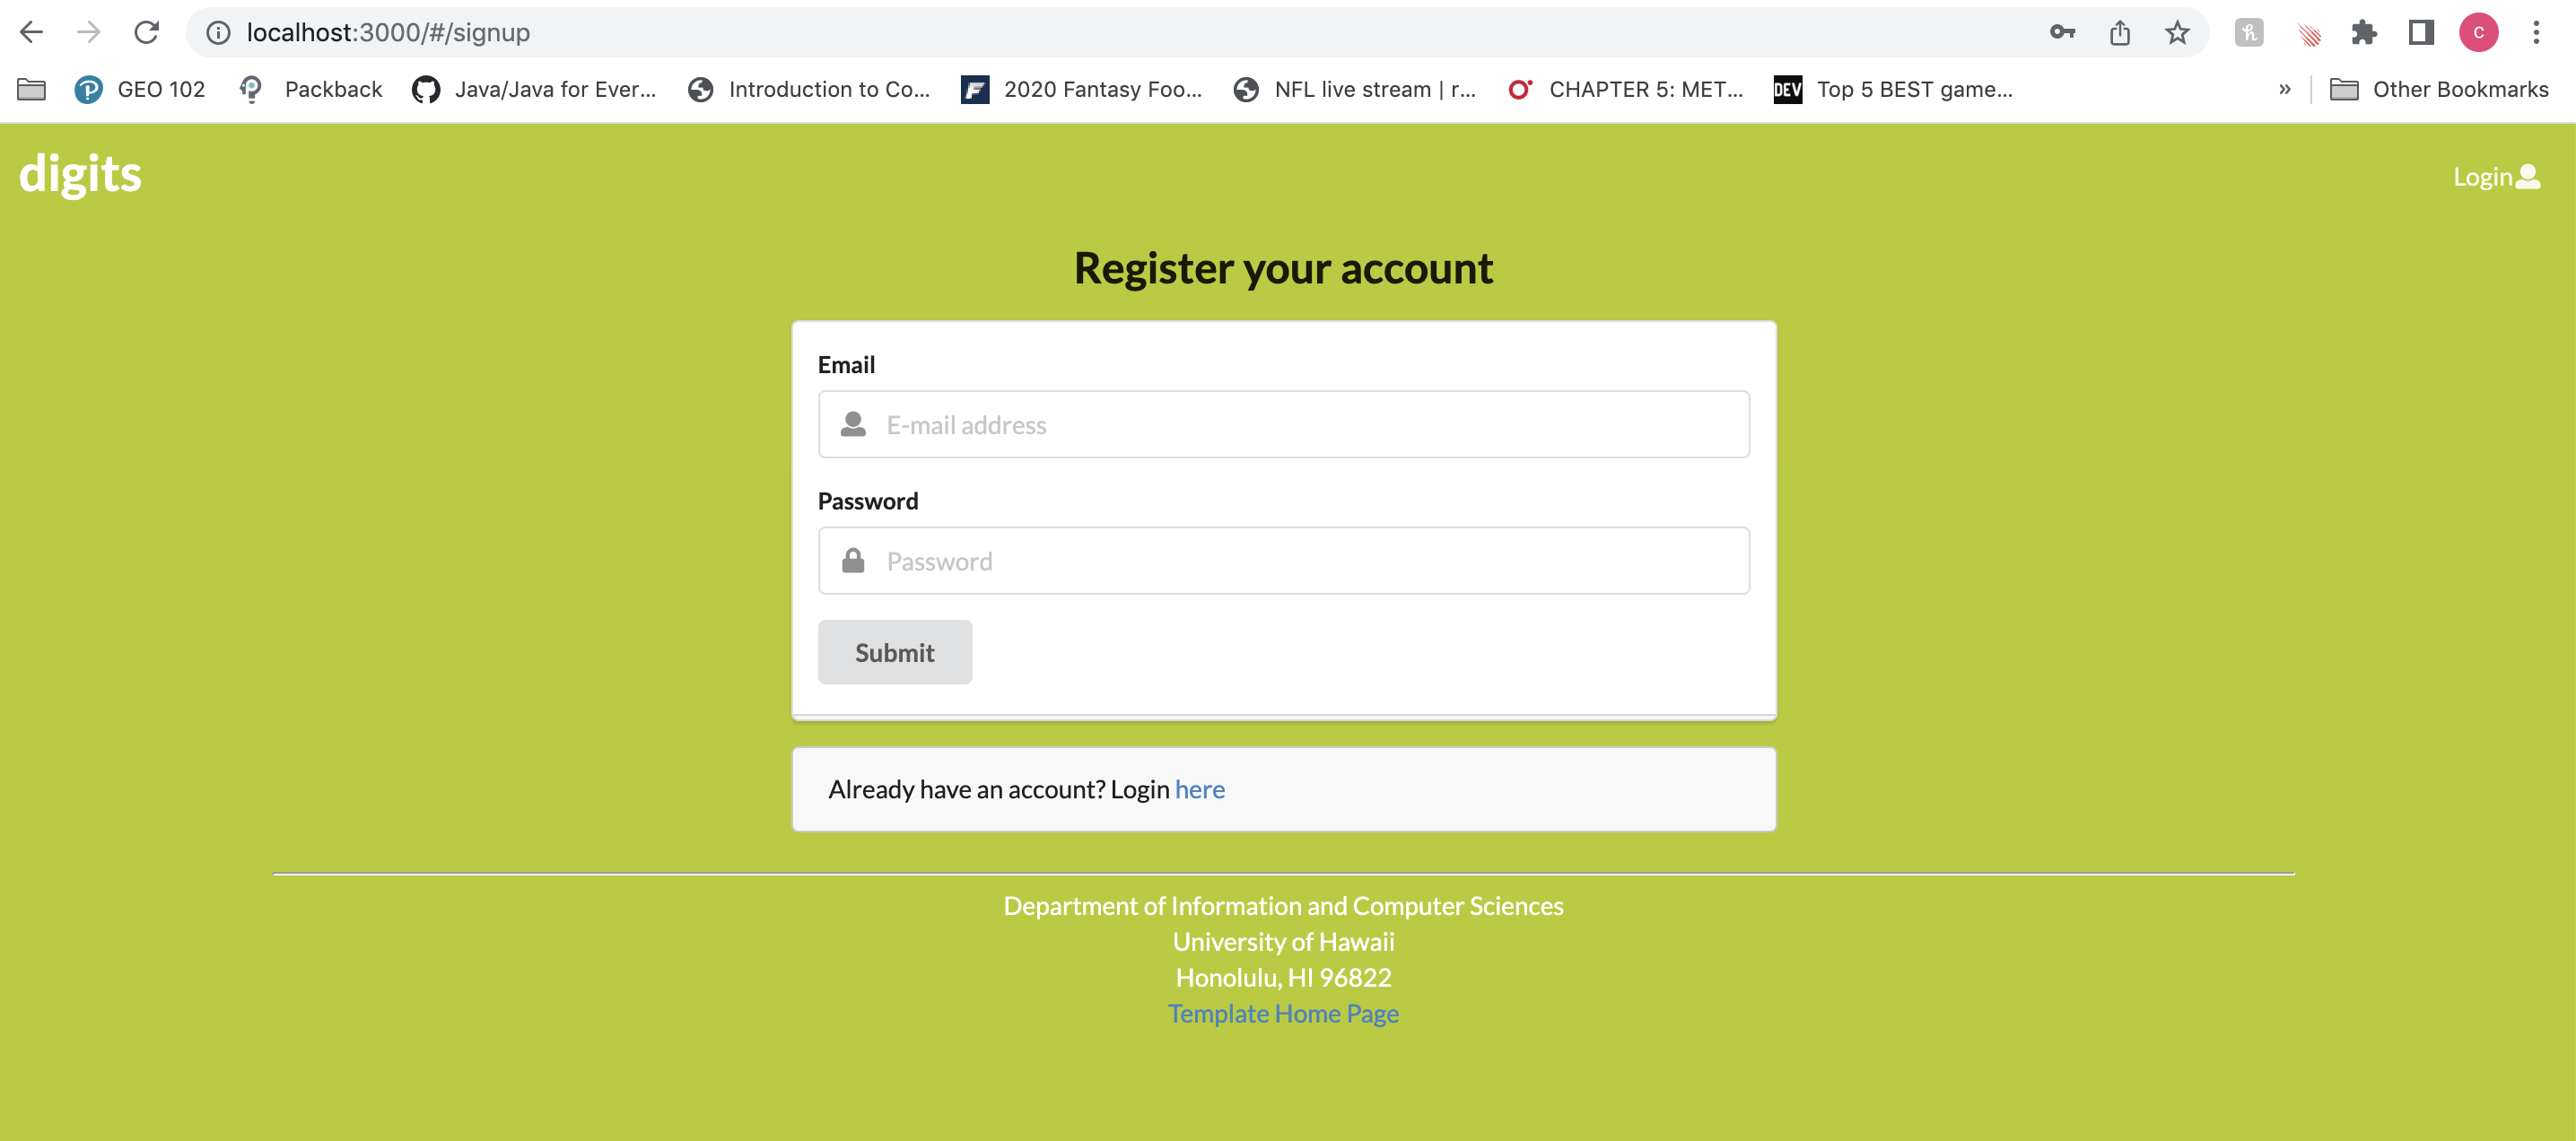 localhost:3000/#/signup
C
GEO 102
Packback
Java/Java for Ever...
Introduction to Co...
2020 Fantasy Foo...
NFL live stream | r...
CHAPTER 5: MET...
DEV
Top 5 BEST game...
»
Other Bookmarks
digits
Login
Register your account
Email
E-mail address
Password
Password
Submit
Already have an account? Login here
Department of Information and Computer Sciences
University of Hawaii
Honolulu, HI 96822
Template Home Page